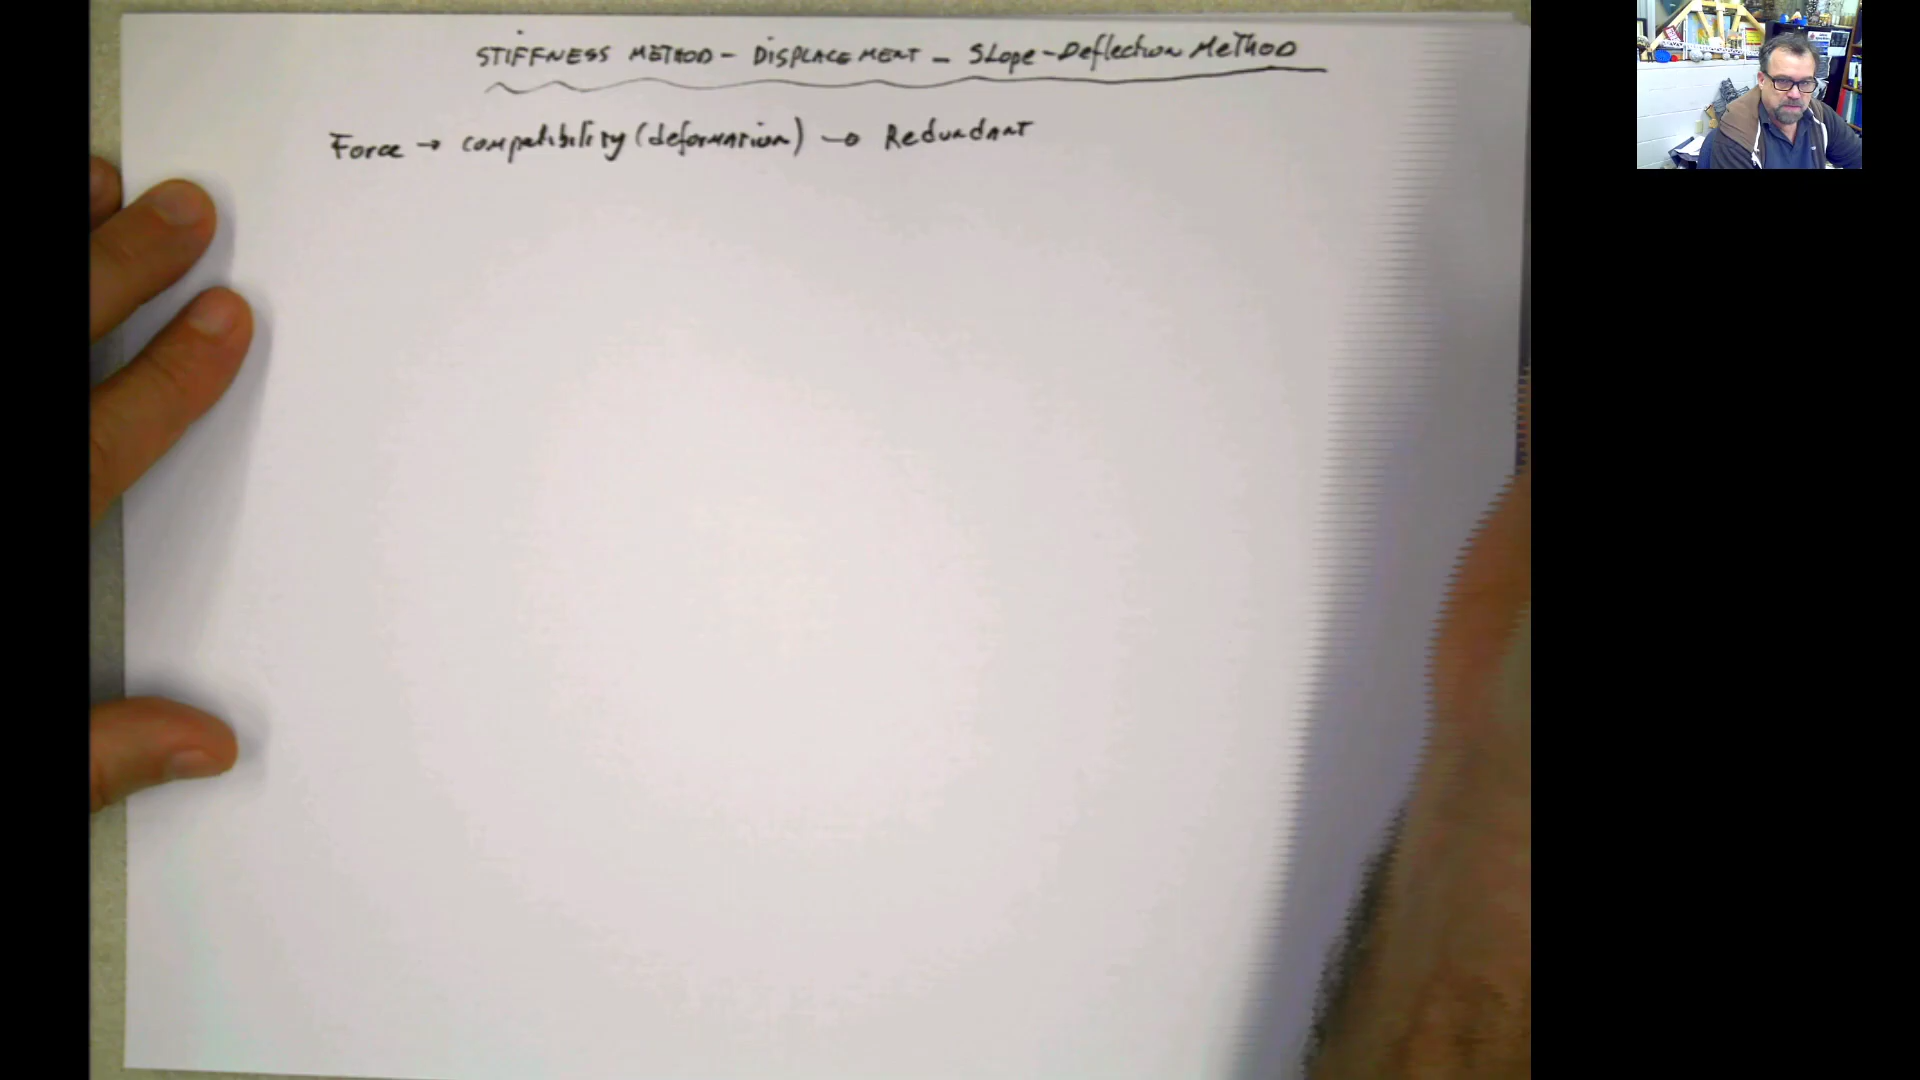 STIFFNESS METHOD - DISPLACEMENT - SLope-Deflection MeTHOD
Force → compatibility (deformation) → RedundanT